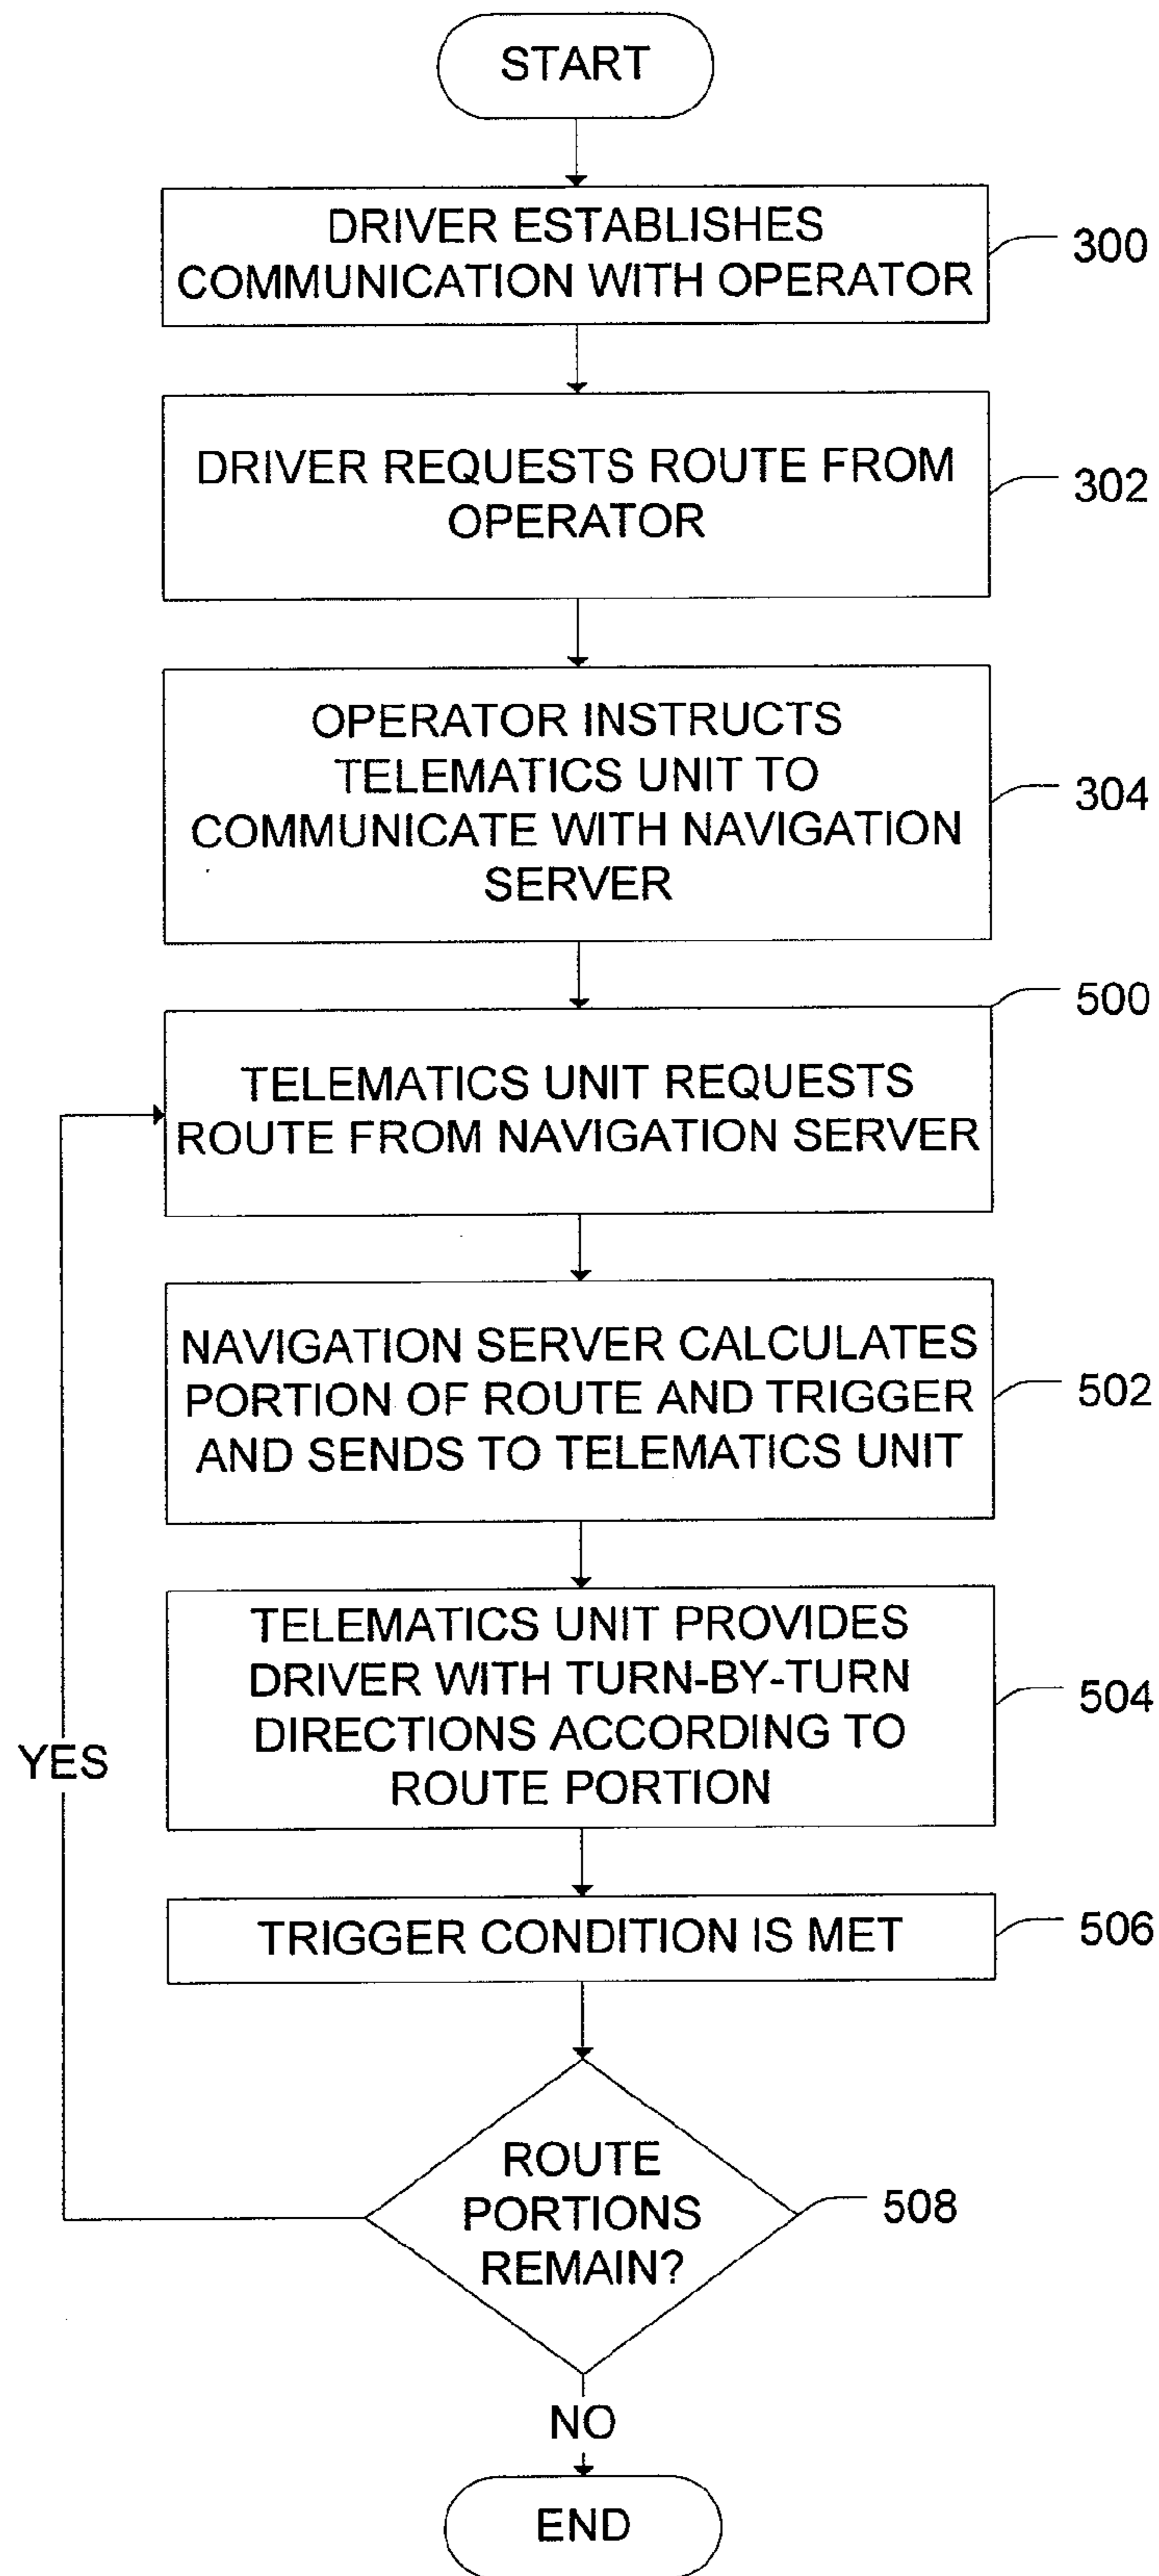 START
DRIVER ESTABLISHES
COMMUNICATION WITH OPERATOR
300
DRIVER REQUESTS ROUTE FROM
OPERATOR
302
OPERATOR INSTRUCTS
TELEMATICS UNIT TO
COMMUNICATE WITH NAVIGATION
SERVER
304
500
TELEMATICS UNIT REQUESTS
ROUTE FROM NAVIGATION SERVER
NAVIGATION SERVER CALCULATES
PORTION OF ROUTE AND TRIGGER
AND SENDS TO TELEMATICS UNIT
502
TELEMATICS UNIT PROVIDES
DRIVER WITH TURN-BY-TURN
DIRECTIONS ACCORDING TO
ROUTE PORTION
504
YES
TRIGGER CONDITION IS MET
506
ROUTE
PORTIONS
REMAIN?
508
NO
END